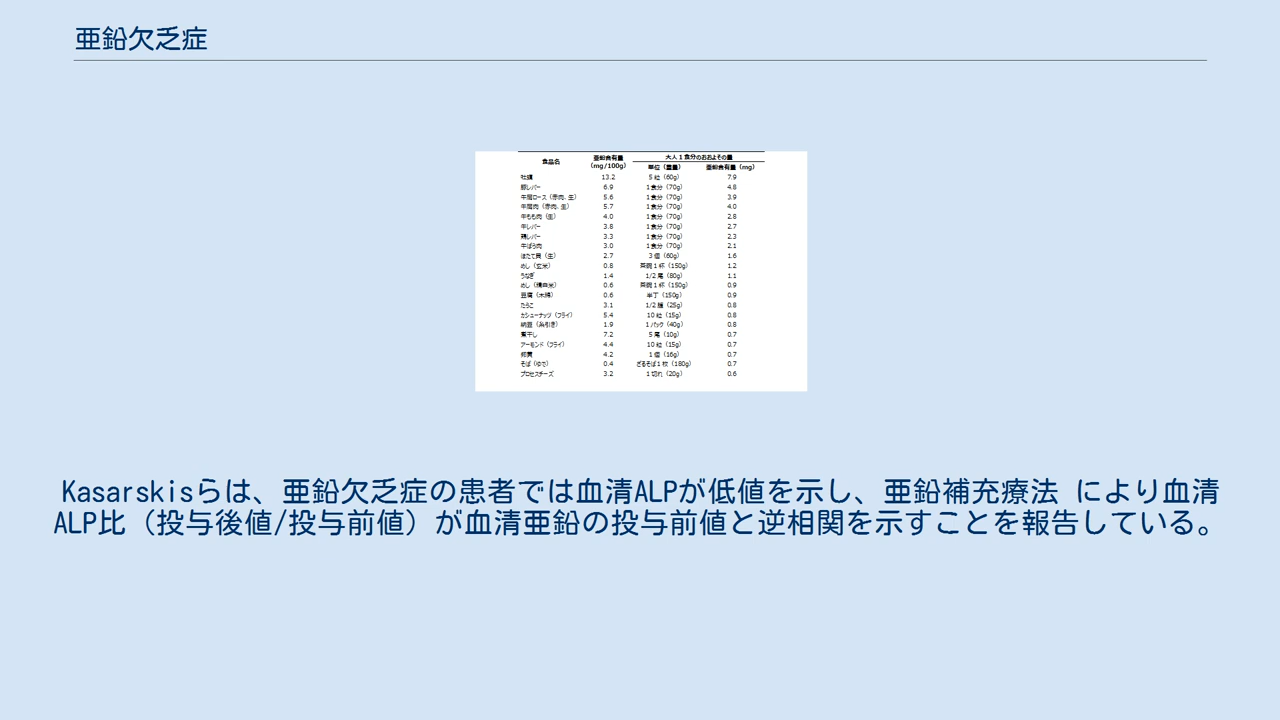 亜鉛欠乏症
食品名 亜鉛含有量 (mg/100g) 大人1食分のおおよその量
単位（重量） 亜鉛含有量（mg）
牡蠣 13.2 5粒（60g） 7.9
豚レバー 6.9 1食分（70g） 4.8
牛肩ロース（赤肉、生） 5.6 1食分（70g） 3.9
牛肩肉（赤肉、生） 5.7 1食分（70g） 4.0
牛もも肉（生） 4.0 1食分（70g） 2.8
牛レバー 3.8 1食分（70g） 2.7
鶏レバー 3.3 1食分（70g） 2.3
牛ばら肉 3.0 1食分（70g） 2.1
ほたて貝（生） 2.7 3個（60g） 1.6
めし（玄米） 0.8 茶碗1杯（150g） 1.2
うなぎ 1.4 1/2尾（80g） 1.1
めし（精白米） 0.6 茶碗1杯（150g） 0.9
豆腐（木綿） 0.6 半丁（150g） 0.9
たらこ 3.1 1/2腹（25g） 0.8
カシューナッツ（フライ） 5.4 10粒（15g） 0.8
納豆（糸引き） 1.9 1パック（40g） 0.8
煮干し 7.2 5尾（10g） 0.7
アーモンド（フライ） 4.4 10粒（15g） 0.7
卵黄 4.2 1個（16g） 0.7
そば（ゆで） 0.4 ざるそば1枚（180g） 0.7
プロセスチーズ 3.2 1切れ（20g） 0.6
Kasarskisらは、亜鉛欠乏症の患者では血清ALPが低値を示し、亜鉛補充療法 により血清
ALP比（投与後値/投与前値）が血清亜鉛の投与前値と逆相関を示すことを報告している。